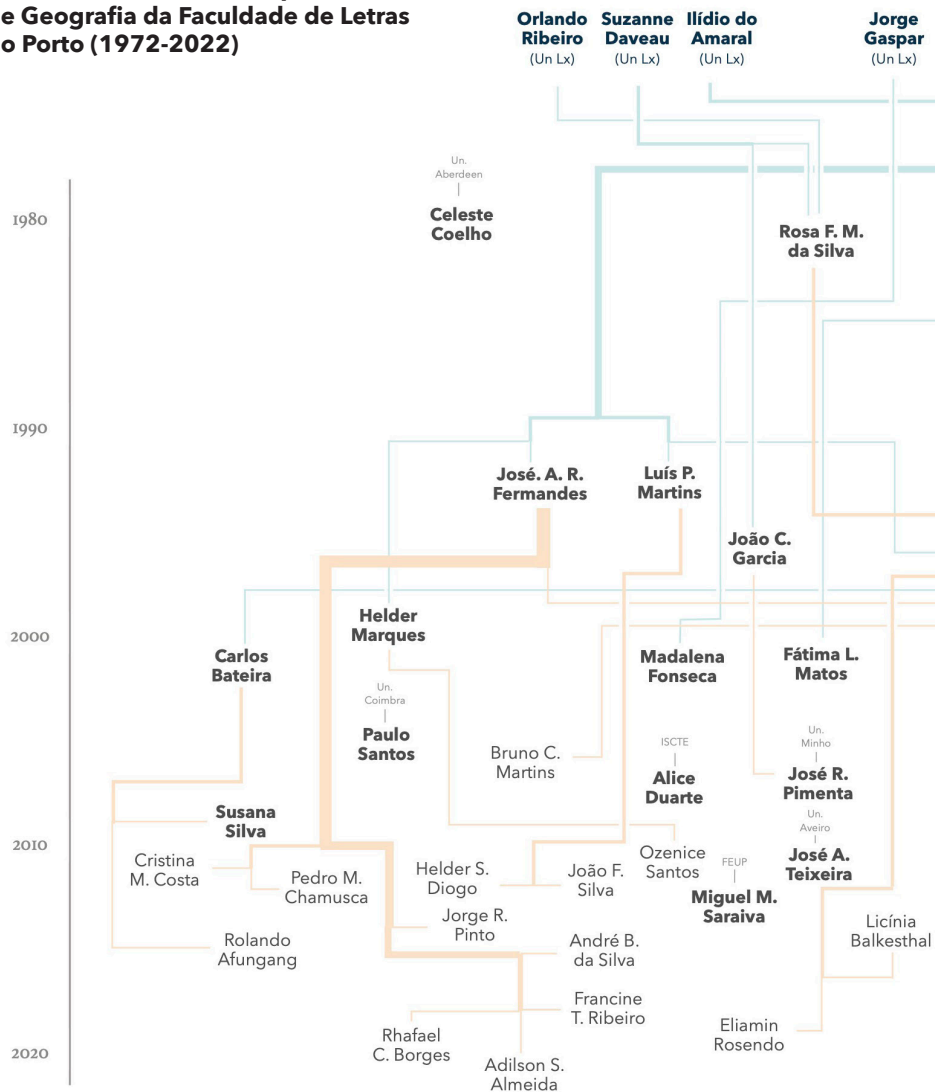 e Geografia da Faculdade de Letras
o Porto (1972-2022)
Orlando
Ribeiro
(Un Lx)
Suzanne
Daveau
(Un Lx)
Ilídio do
Amaral
(Un Lx)
Jorge
Gaspar
(Un Lx)
Un.
Aberdeen
Celeste
Coelho
1980
Rosa F. M.
da Silva
1990
José. A. R.
Fermandes
Luís P.
Martins
João C.
Garcia
Helder
Marques
2000
Carlos
Bateira
Madalena
Fonseca
Fátima L.
Matos
Un.
Coimbra
Paulo
Santos
Bruno C.
Martins
ISCTE
Alice
Duarte
Un.
Minho
José R.
Pimenta
Susana
Silva
Un.
Aveiro
José A.
Teixeira
2010
Cristina
M. Costa
Pedro M.
Chamusca
Helder S.
Diogo
João F.
Silva
Ozenice
Santos
FEUP
Miguel M.
Saraiva
Jorge R.
Pinto
Licínia
Balkesthal
Rolando
Afungang
André B.
da Silva
Francine
T. Ribeiro
Eliamin
Rosendo
Rhafael
C. Borges
2020
Adilson S.
Almeida